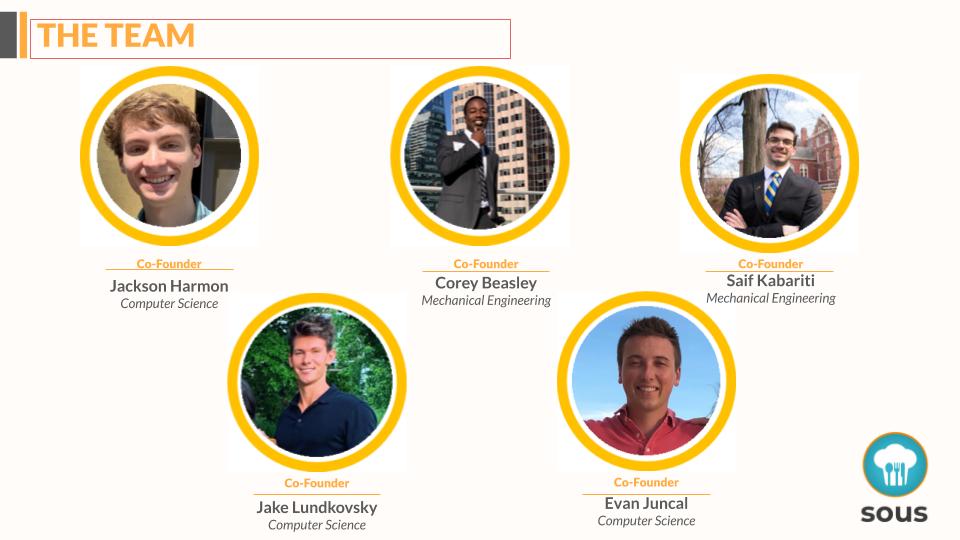 THE TEAM
Co-Founder
Jackson Harmon
Computer Science
Co-Founder
Corey Beasley
Mechanical Engineering
Co-Founder
Saif Kabariti
Mechanical Engineering
Co-Founder
Jake Lundkovsky
Computer Science
Co-Founder
Evan Juncal
Computer Science
sous